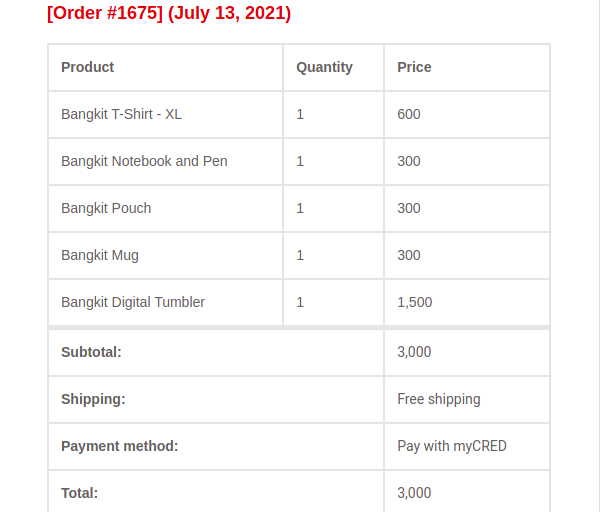 [Order #1675] (July 13, 2021)
Product Quantity Price
Bangkit T-Shirt - XL 1 600
Bangkit Notebook and Pen 1 300
Bangkit Pouch 1 300
Bangkit Mug 1 300
Bangkit Digital Tumbler 1 1,500
Subtotal: 3,000
Shipping: Free shipping
Payment method: Pay with myCRED
Total: 3,000